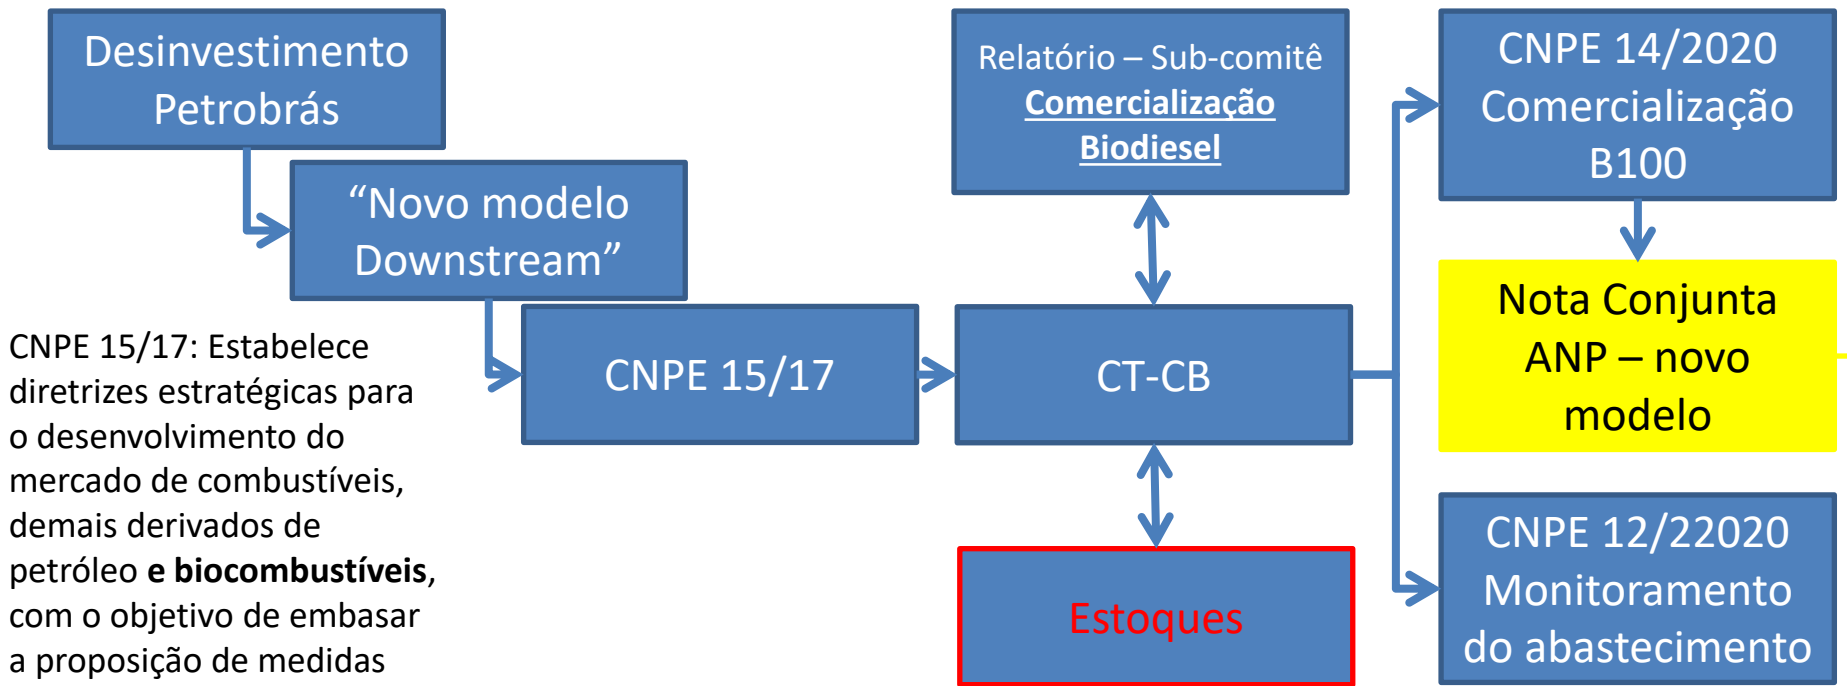 Desinvestimento
Petrobrás
“Novo modelo
Downstream”
CNPE 15/17: Estabelece
diretrizes estratégicas para
o desenvolvimento do
mercado de combustíveis,
demais derivados de
petróleo e biocombustíveis,
com o objetivo de embasar
a proposição de medidas
CNPE 15/17
Relatório – Sub-comitê
Comercialização
Biodiesel
CT-CB
Estoques
CNPE 14/2020
Comercialização
B100
Nota Conjunta
ANP – novo
modelo
CNPE 12/22020
Monitoramento
do abastecimento